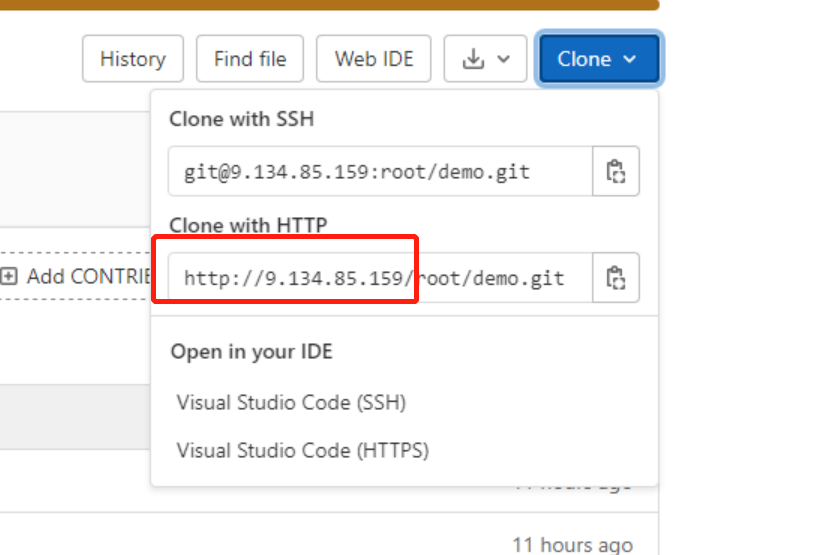 History Find file Web IDE Clone
Clone with SSH
git@9.134.85.159:root/demo.git
Clone with HTTP
http://9.134.85.159/root/demo.git
Add CONTRIB
Open in your IDE
Visual Studio Code (SSH)
Visual Studio Code (HTTPS)
11 hours ago